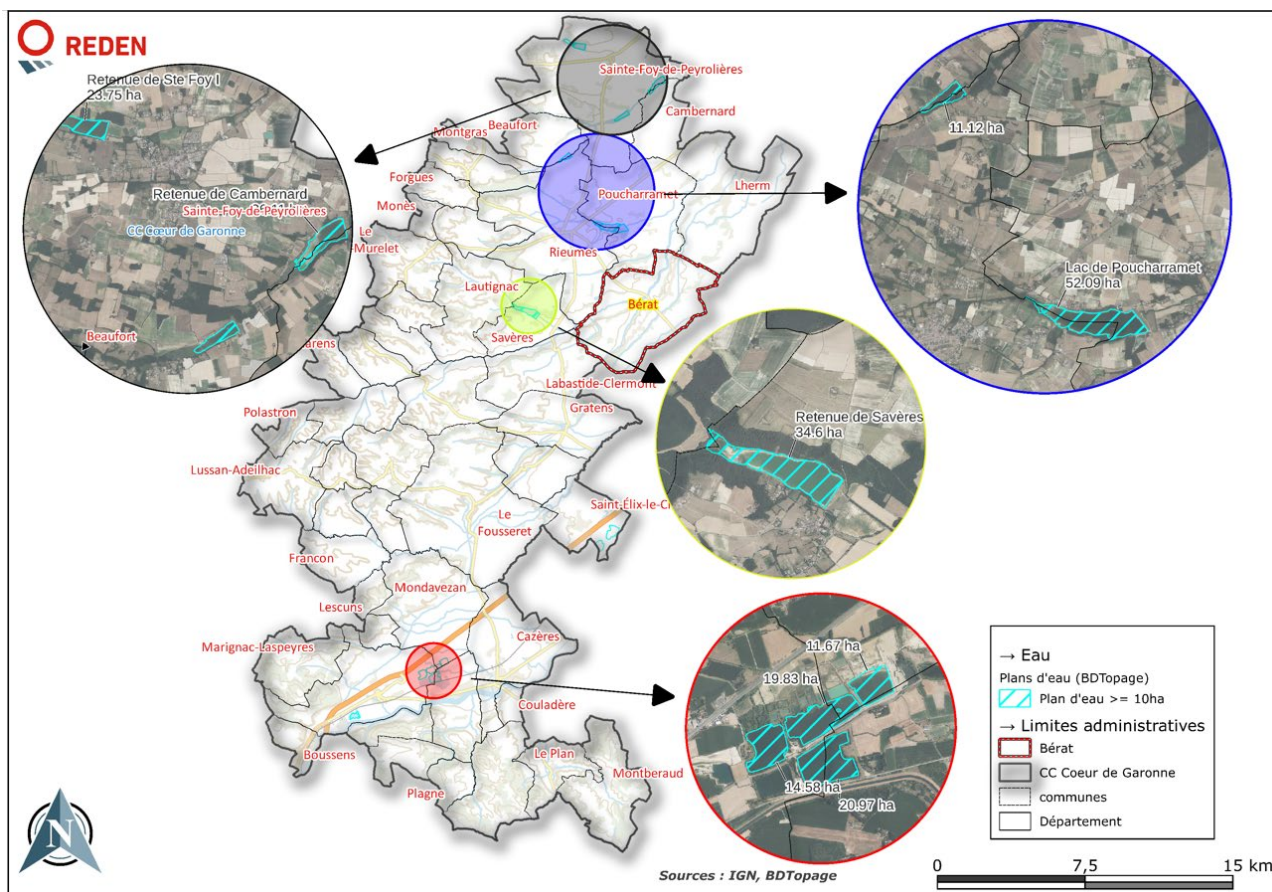 REDEN
Retenue de Ste Foy I
23.75 ha
Retenue de Cambernard
Sainte-Foy-de-Peyrolières
CC Cœur de Garonne
Le
Murelet
Beaufort
Sainte-Foy-de-Peyrolières
Cambernard
Montgras
Beaufort
Forgues
Monès
Poucharramet
Lherm
Rieumes
Lautignac
Bérat
Savères
Labastide-Clermont
Gratens
Polastron
Lussan-Adeilhac
Saint-Élix-le-C
Le
Fousseret
Francon
Mondavezan
Lescuns
Marignac-Laspeyres
Cazères
Couladère
Boussens
Le Plan
Montberaud
Plagne
11.12 ha
Lac de Poucharramet
52.09 ha
Retenue de Savères
34.6 ha
11.67 ha
19.83 ha
14.58 ha
20.97 ha
→ Eau
Plans d'eau (BDTopage)
Plan d'eau >= 10ha
→ Limites administratives
Bérat
CC Coeur de Garonne
communes
Département
N
Sources : IGN, BDTopage
0 7,5 15 km